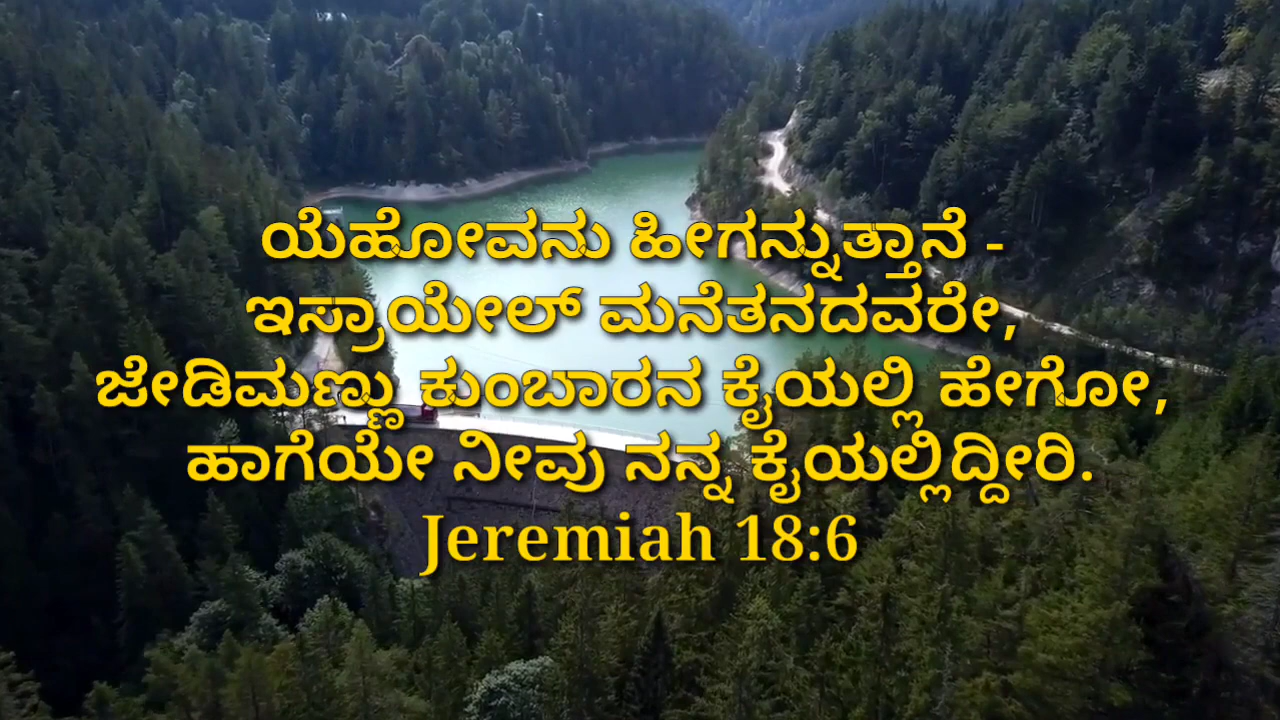 ಯೆಹೋವನು ಹೀಗನ್ನುತ್ತಾನೆ -
ಇಸ್ರಾಯೇಲ್ ಮನೆತನದವರೇ,
ಜೇಡಿಮಣ್ಣು ಕುಂಬಾರನ ಕೈಯಲ್ಲಿ ಹೇಗೋ,
ಹಾಗೆಯೇ ನೀವು ನನ್ನ ಕೈಯಲ್ಲಿದ್ದೀರಿ.
Jeremiah 18:6